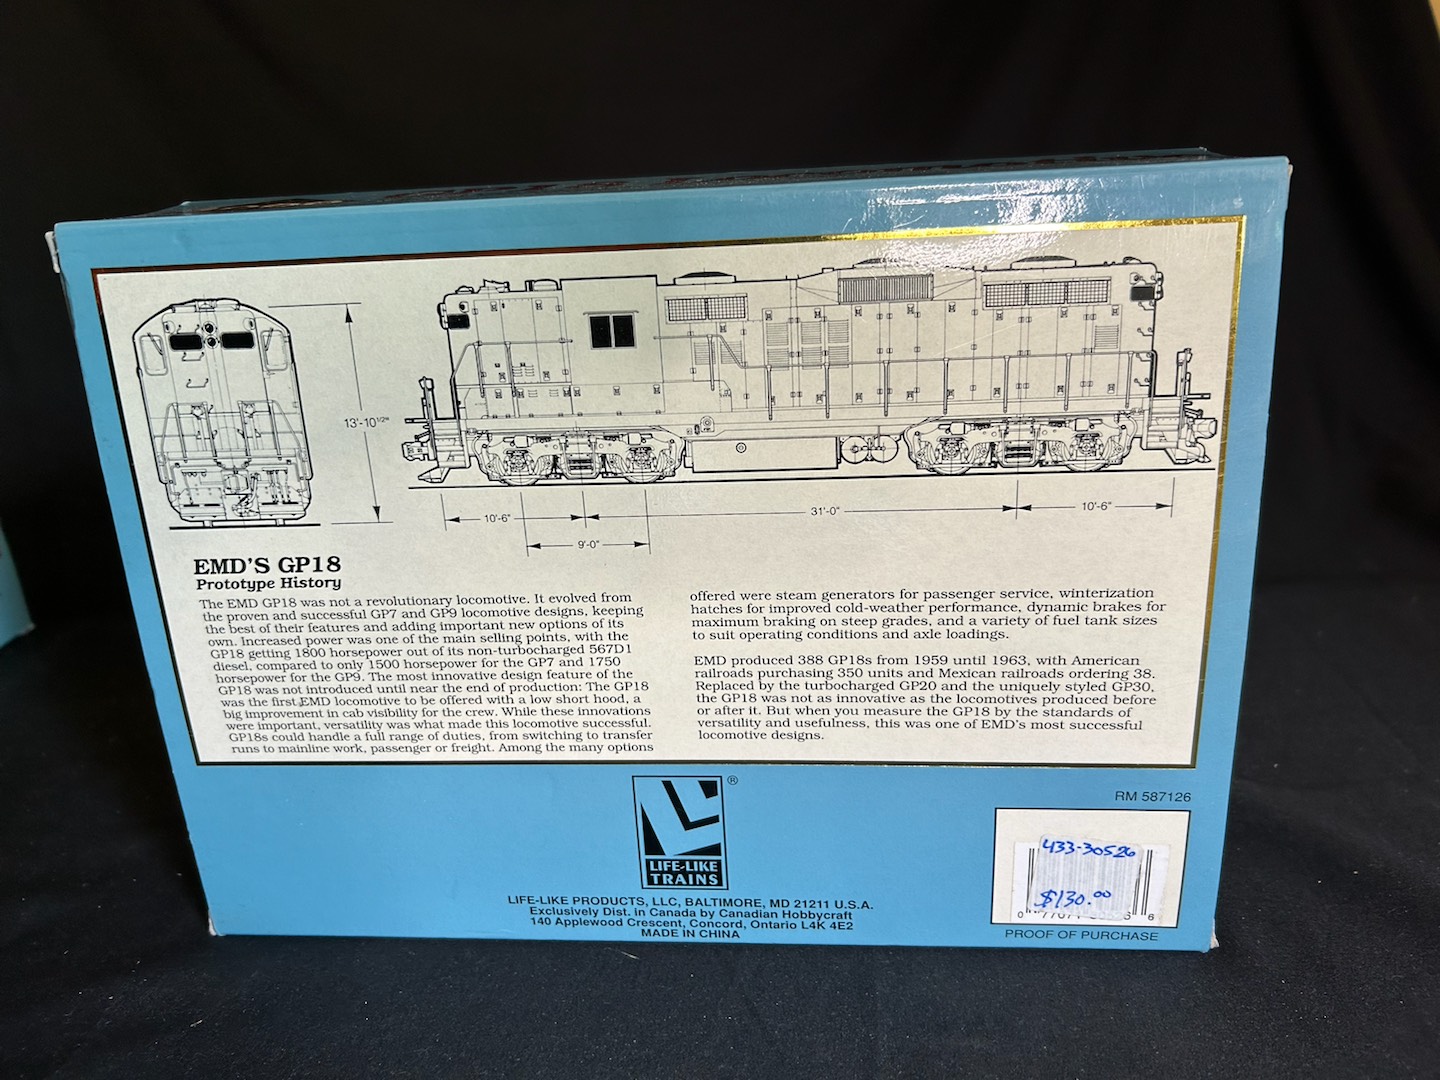 13'-10 1/2"
10'-6"
31'-0"
10'-6"
9'-0"
EMD'S GP18
Prototype History
The EMD GP18 was not a revolutionary locomotive. It evolved from
the proven and successful GP7 and GP9 locomotive designs, keeping
the best of their features and adding important new options of its
own. Increased power was one of the main selling points, with the
GP18 getting 1800 horsepower out of its non-turbocharged 567D1
diesel, compared to only 1500 horsepower for the GP7 and 1750
horsepower for the GP9. The most innovative design feature of the
GP18 was not introduced until near the end of production: The GP18
was the first EMD locomotive to be offered with a low short hood, a
big improvement in cab visibility for the crew. While these innovations
were important, versatility was what made this locomotive successful.
GP18s could handle a full range of duties, from switching to transfer
runs to mainline work, passenger or freight. Among the many options
offered were steam generators for passenger service, winterization
hatches for improved cold-weather performance, dynamic brakes for
maximum braking on steep grades, and a variety of fuel tank sizes
to suit operating conditions and axle loadings.
EMD produced 388 GP18s from 1959 until 1963, with American
railroads purchasing 350 units and Mexican railroads ordering 38.
Replaced by the turbocharged GP20 and the uniquely styled GP30,
the GP18 was not as innovative as the locomotives produced before
or after it. But when you measure the GP18 by the standards of
versatility and usefulness, this was one of EMD's most successful
locomotive designs.
®
LIFE-LIKE
TRAINS
LIFE-LIKE PRODUCTS, LLC, BALTIMORE, MD 21211 U.S.A.
Exclusively Dist. in Canada by Canadian Hobbycraft
140 Applewood Crescent, Concord, Ontario L4K 4E2
MADE IN CHINA
RM 587126
433-30526
$130.00
PROOF OF PURCHASE